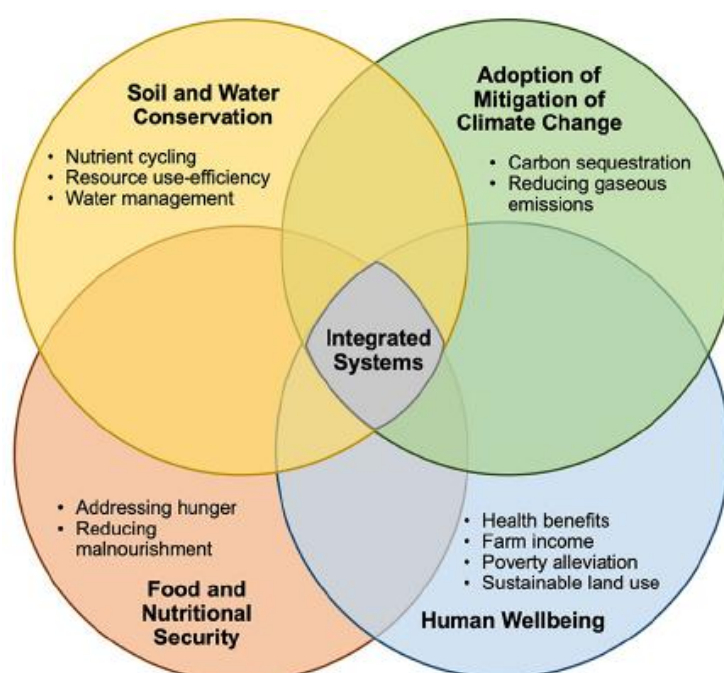 Soil and Water
Conservation
• Nutrient cycling
• Resource use-efficiency
• Water management
Adoption of
Mitigation of
Climate Change
• Carbon sequestration
• Reducing gaseous
emissions
Integrated
Systems
• Addressing hunger
• Reducing
malnourishment
Food and
Nutritional
Security
• Health benefits
• Farm income
• Poverty alleviation
• Sustainable land use
Human Wellbeing